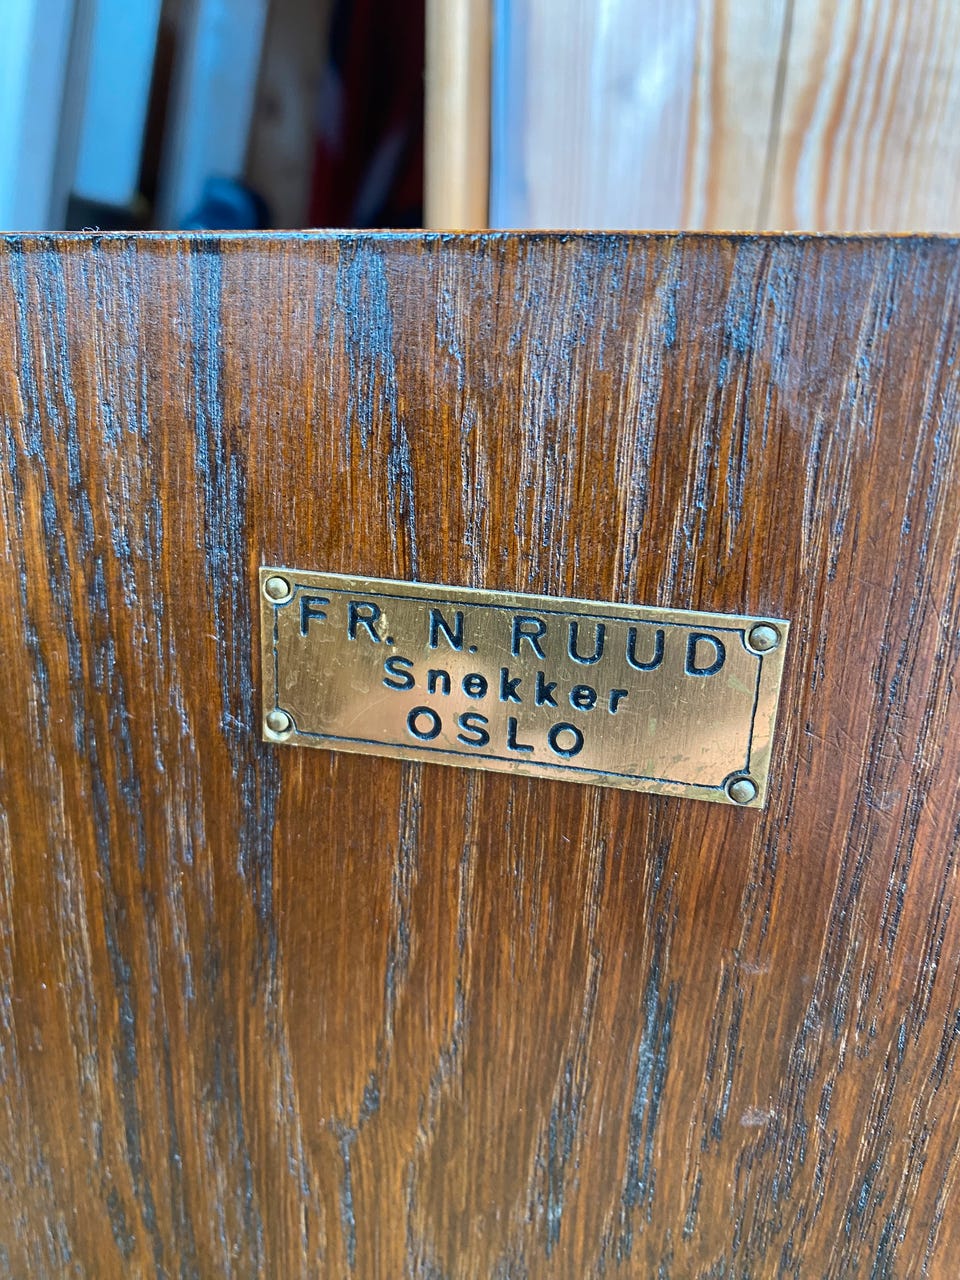 FR. N. RUUD
Snekker
OSLO